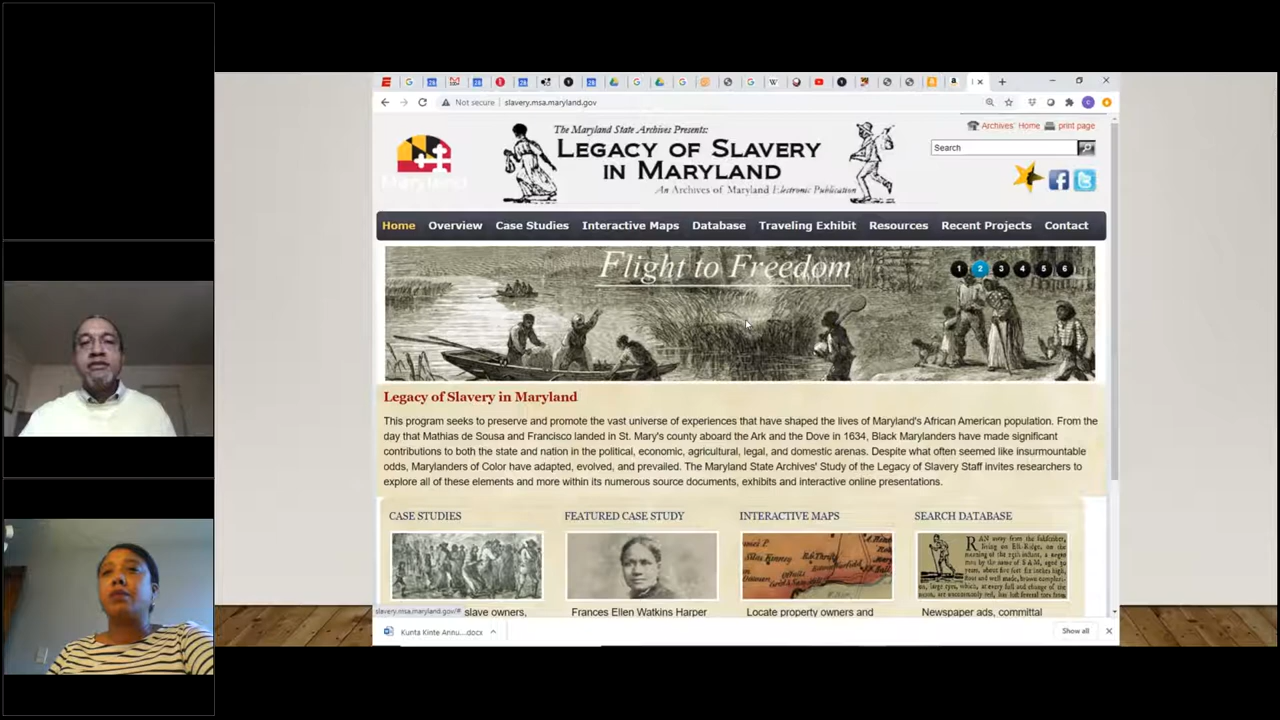 Not secure
slavery.msa.maryland.gov
Archives' Home print page
Maryland
The Maryland State Archives Presents:
LEGACY OF SLAVERY
IN MARYLAND
An Archives of Maryland Electronic Publication
Search
Home Overview Case Studies Interactive Maps Database Traveling Exhibit Resources Recent Projects Contact
Flight to Freedom
1 2 3 4 5 6
Legacy of Slavery in Maryland
This program seeks to preserve and promote the vast universe of experiences that have shaped the lives of Maryland's African American population. From the
day that Mathias de Sousa and Francisco landed in St. Mary's county aboard the Ark and the Dove in 1634, Black Marylanders have made significant
contributions to both the state and nation in the political, economic, agricultural, legal, and domestic arenas. Despite what often seemed like insurmountable
odds, Marylanders of Color have adapted, evolved, and prevailed. The Maryland State Archives' Study of the Legacy of Slavery Staff invites researchers to
explore all of these elements and more within its numerous source documents, exhibits and interactive online presentations.
CASE STUDIES FEATURED CASE STUDY INTERACTIVE MAPS SEARCH DATABASE
slave owners, Frances Ellen Watkins Harper Locate property owners and Newspaper ads, committal
slavery.msa.maryland.gov/#
Kunta Kinte Annu....docx
Show all